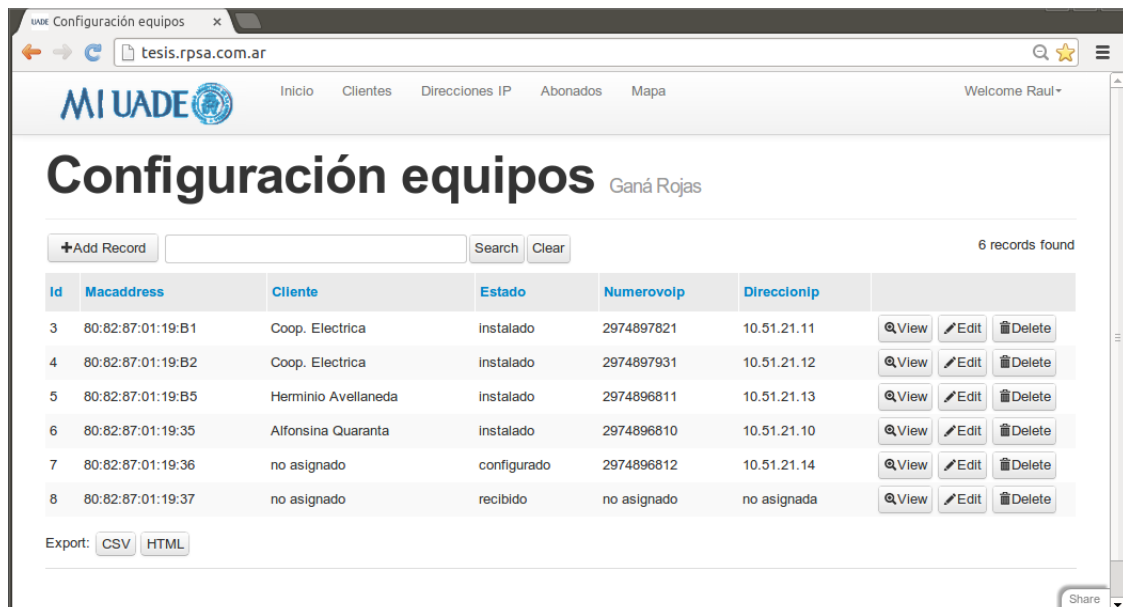 UADE Configuración equipos ×
tesis.rpsa.com.ar
MI UADE Inicio Clientes Direcciones IP Abonados Mapa Welcome Raul
Configuración equipos Ganá Rojas
+Add Record Search Clear 6 records found
Id Macaddress Cliente Estado Numerovoip Direccionip
3 80:82:87:01:19:B1 Coop. Electrica instalado 2974897821 10.51.21.11 View Edit Delete
4 80:82:87:01:19:B2 Coop. Electrica instalado 2974897931 10.51.21.12 View Edit Delete
5 80:82:87:01:19:B5 Herminio Avellaneda instalado 2974896811 10.51.21.13 View Edit Delete
6 80:82:87:01:19:35 Alfonsina Quaranta instalado 2974896810 10.51.21.10 View Edit Delete
7 80:82:87:01:19:36 no asignado configurado 2974896812 10.51.21.14 View Edit Delete
8 80:82:87:01:19:37 no asignado recibido no asignado no asignada View Edit Delete
Export: CSV HTML
Share